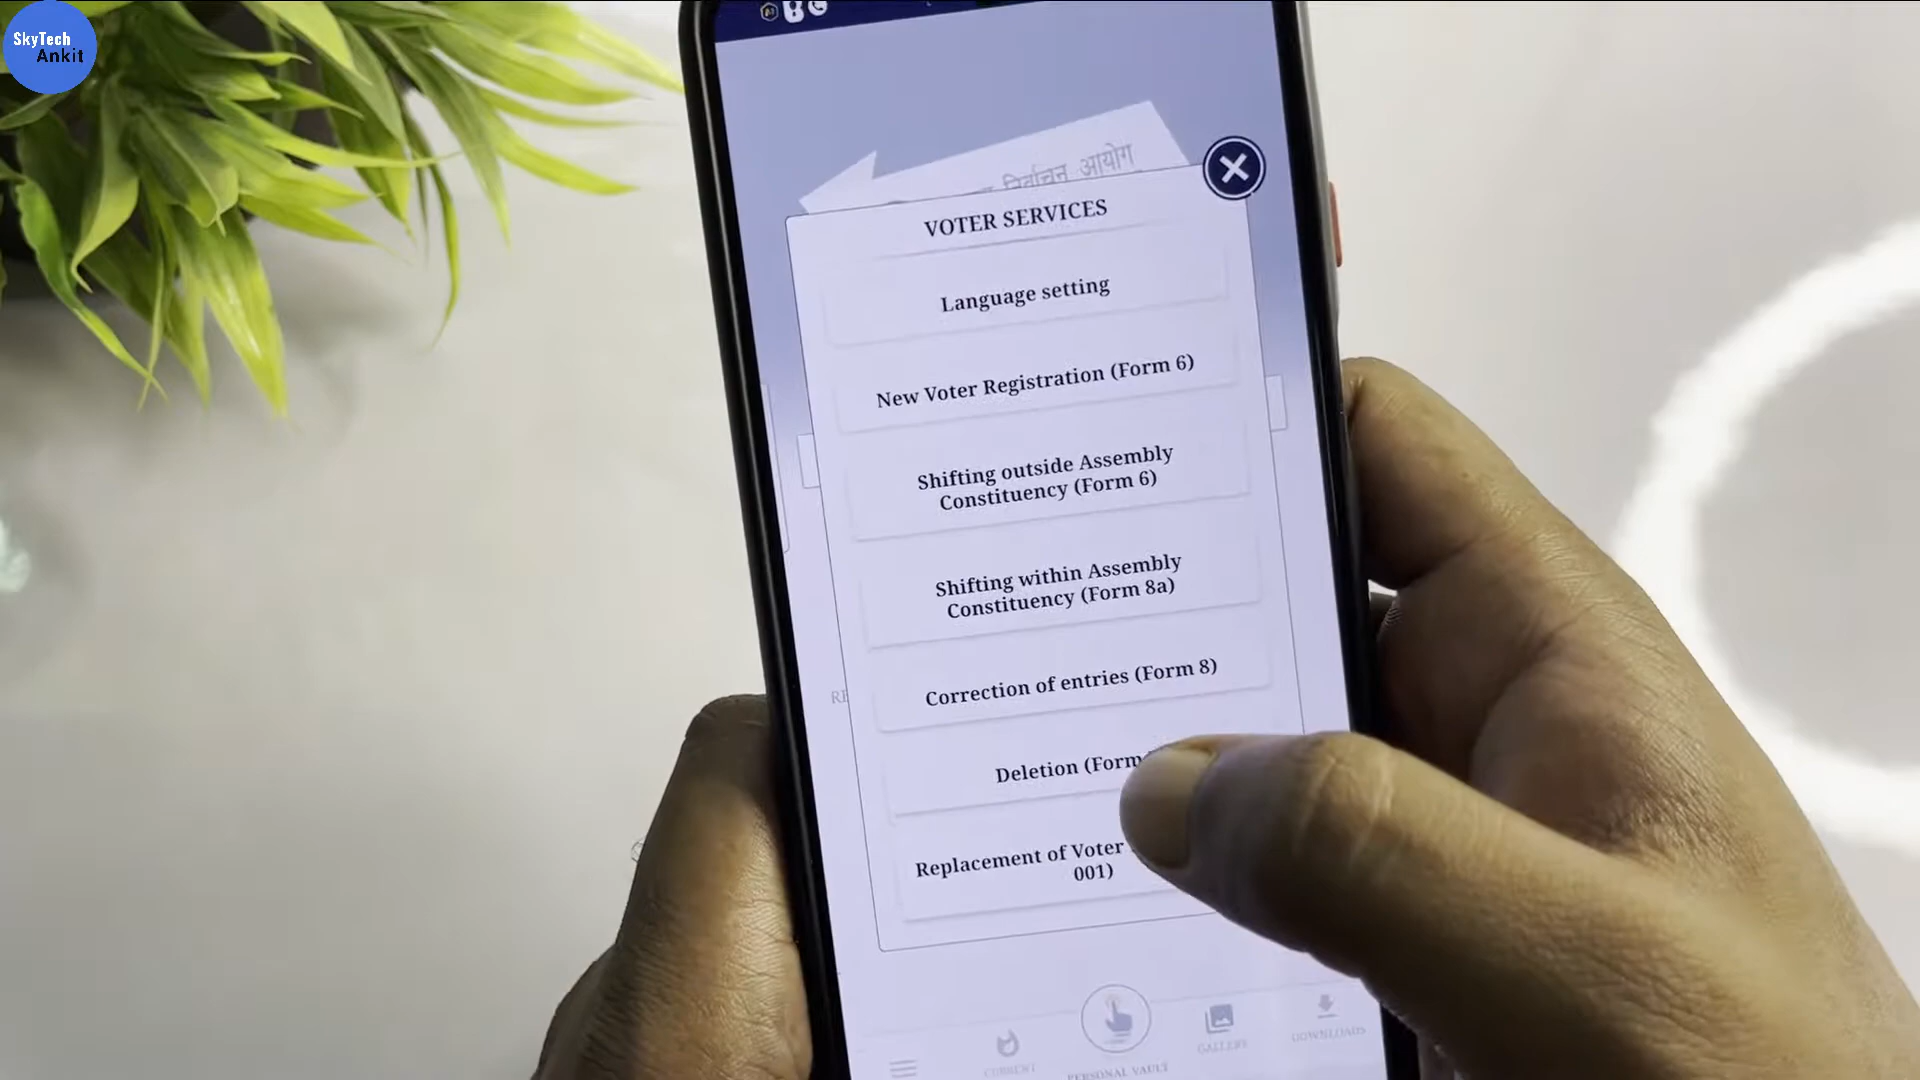 SkyTech
Ankit
निर्वाचन आयोग
VOTER SERVICES
Language setting
New Voter Registration (Form 6)
Shifting outside Assembly
Constituency (Form 6)
Shifting within Assembly
Constituency (Form 8a)
Correction of entries (Form 8)
Deletion (Form
Replacement of Voter
001)
CURRENT
PERSONAL VAULT
GALLERY
DOWNLOADS